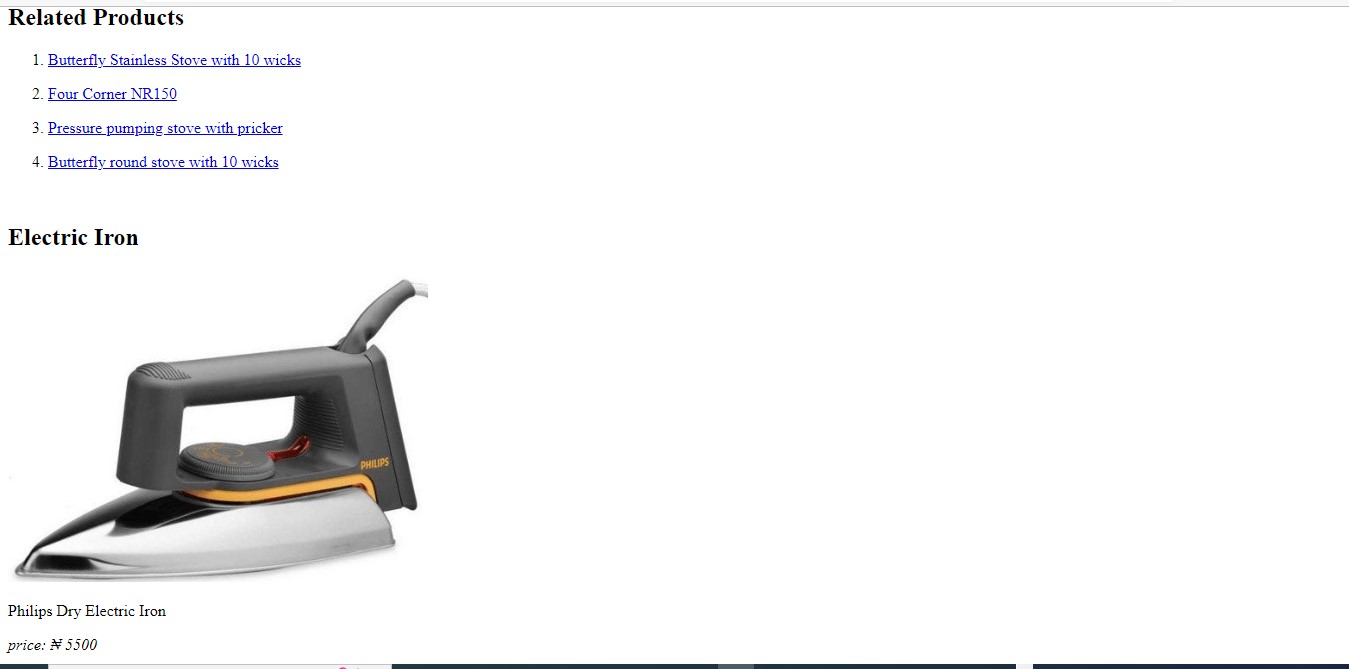 Related Products
1. Butterfly Stainless Stove with 10 wicks
2. Four Corner NR150
3. Pressure pumping stove with pricker
4. Butterfly round stove with 10 wicks
Electric Iron
PHILIPS
Philips Dry Electric Iron
price: ₦ 5500